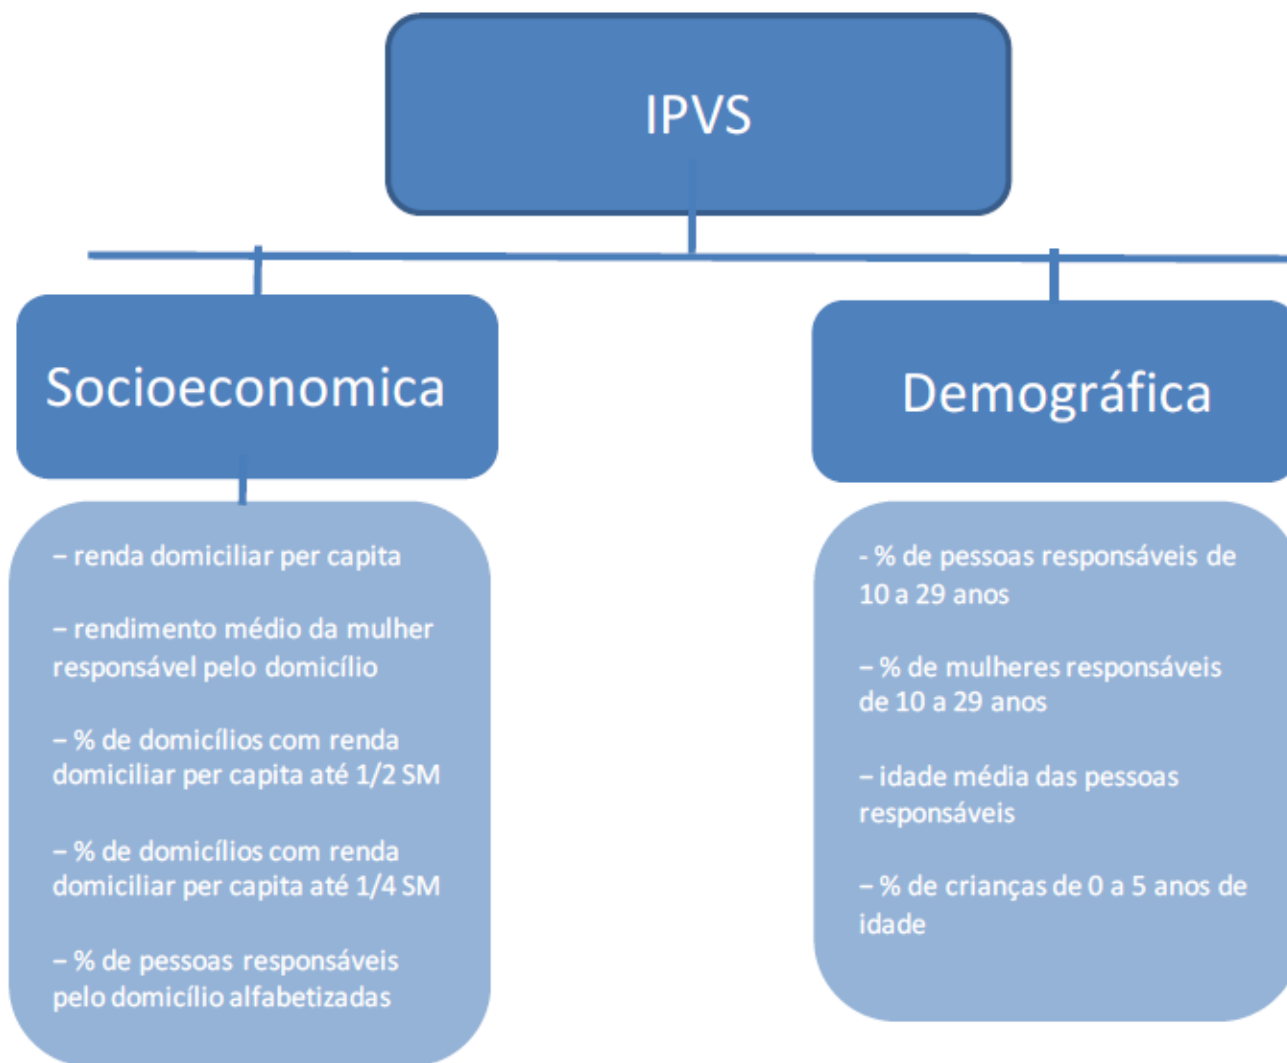 IPVS
Socioeconomica
– renda domiciliar per capita
– rendimento médio da mulher
responsável pelo domicílio
– % de domicílios com renda
domiciliar per capita até 1/2 SM
– % de domicílios com renda
domiciliar per capita até 1/4 SM
– % de pessoas responsáveis
pelo domicílio alfabetizadas
Demográfica
- % de pessoas responsáveis de
10 a 29 anos
– % de mulheres responsáveis
de 10 a 29 anos
– idade média das pessoas
responsáveis
– % de crianças de 0 a 5 anos de
idade